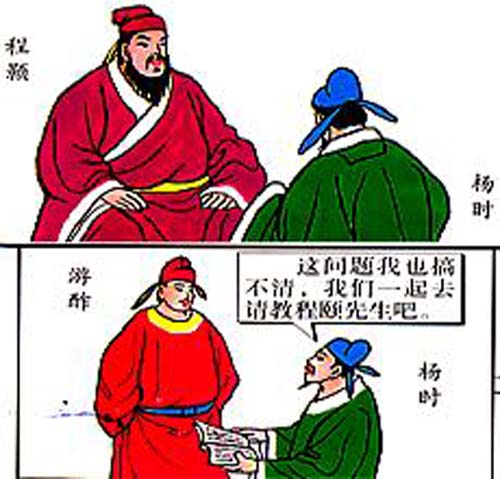 程颢
杨时
游酢
这问题我也搞
不清，我们一起去
请教程颐先生吧。
杨时